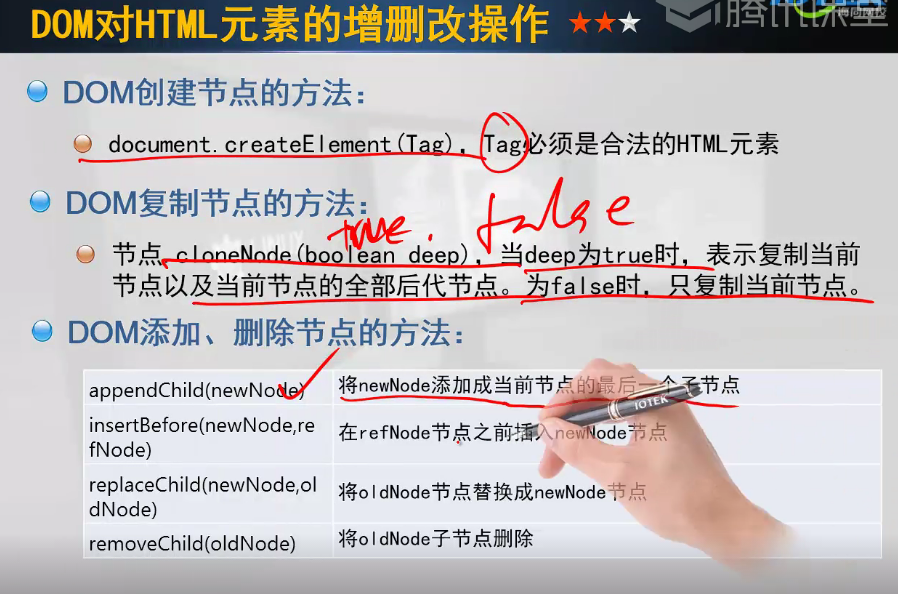 DOM对HTML元素的增删改操作
腾讯课堂
DOM创建节点的方法：
document.createElement(Tag)，Tag必须是合法的HTML元素
DOM复制节点的方法：
true. false
节点.cloneNode(boolean deep)，当deep为true时，表示复制当前
节点以及当前节点的全部后代节点。为false时，只复制当前节点。
DOM添加、删除节点的方法：
appendChild(newNode)
将newNode添加成当前节点的最后一个子节点
insertBefore(newNode,re
fNode)
在refNode节点之前插入newNode节点
replaceChild(newNode,ol
dNode)
将oldNode节点替换成newNode节点
removeChild(oldNode)
将oldNode子节点删除
IOTEK